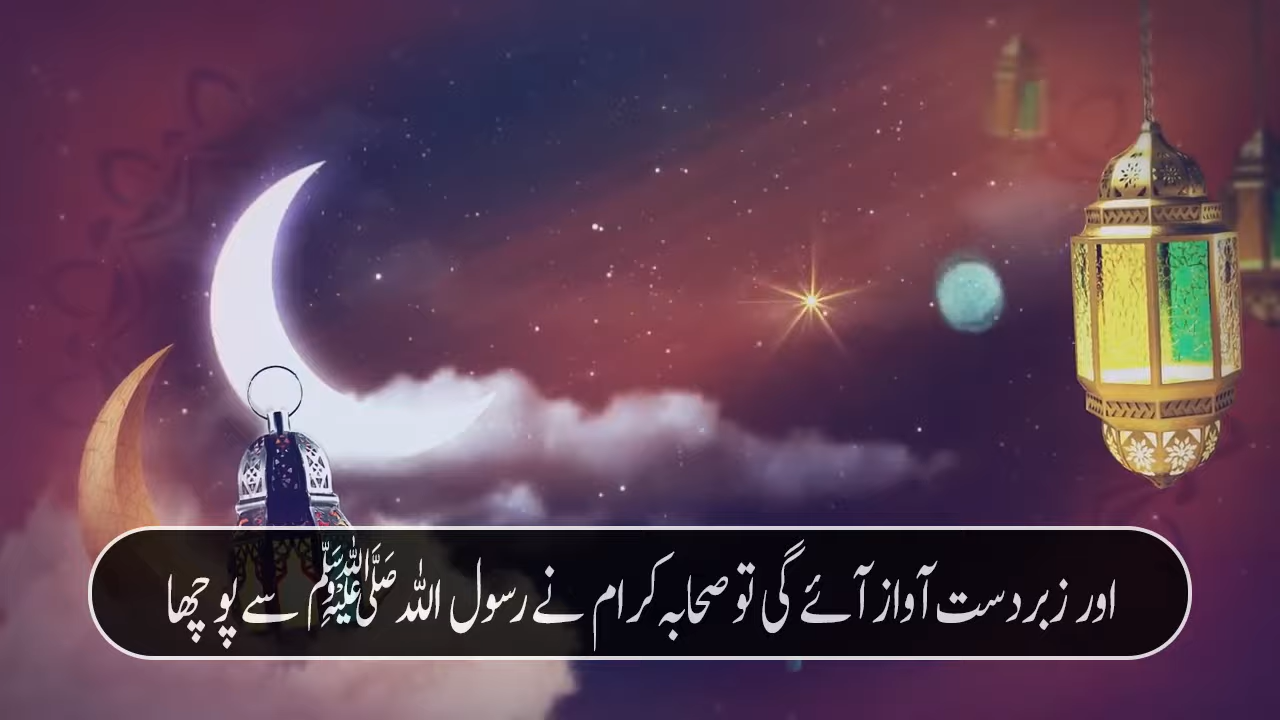 اور زبردست آواز آئے گی تو صحابہ کرام نے رسول اللہ ﷺ سے پوچھا